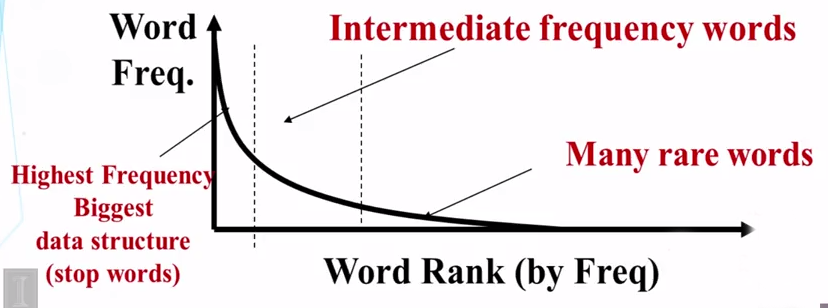 Word
Freq.
Intermediate frequency words
Many rare words
Highest Frequency
Biggest
data structure
(stop words)
Word Rank (by Freq)
I